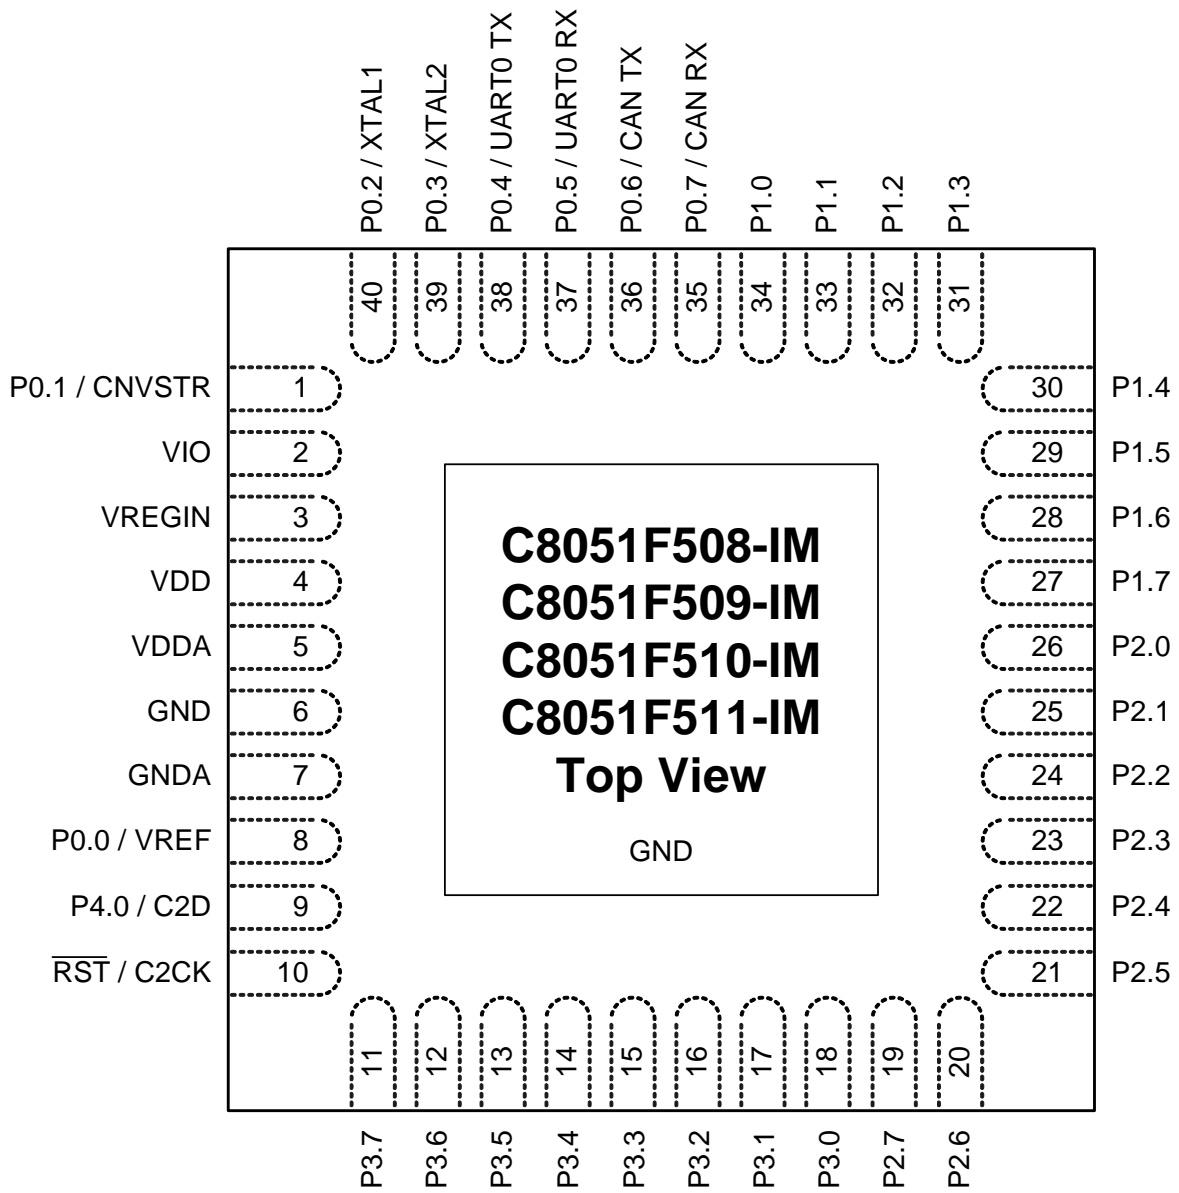 P0.2 / XTAL1
P0.3 / XTAL2
P0.4 / UART0 TX
P0.5 / UART0 RX
P0.6 / CAN TX
P0.7 / CAN RX
P1.0
P1.1
P1.2
P1.3
40
39
38
37
36
35
34
33
32
31
P0.1 / CNVSTR 1
30 P1.4
VIO 2
29 P1.5
VREGIN 3
28 P1.6
VDD 4
27 P1.7
VDDA 5
26 P2.0
GND 6
25 P2.1
GNDA 7
24 P2.2
P0.0 / VREF 8
23 P2.3
P4.0 / C2D 9
22 P2.4
R̅S̅T̅ / C2CK 10
21 P2.5
C8051F508-IM
C8051F509-IM
C8051F510-IM
C8051F511-IM
Top View
GND
11
12
13
14
15
16
17
18
19
20
P3.7
P3.6
P3.5
P3.4
P3.3
P3.2
P3.1
P3.0
P2.7
P2.6